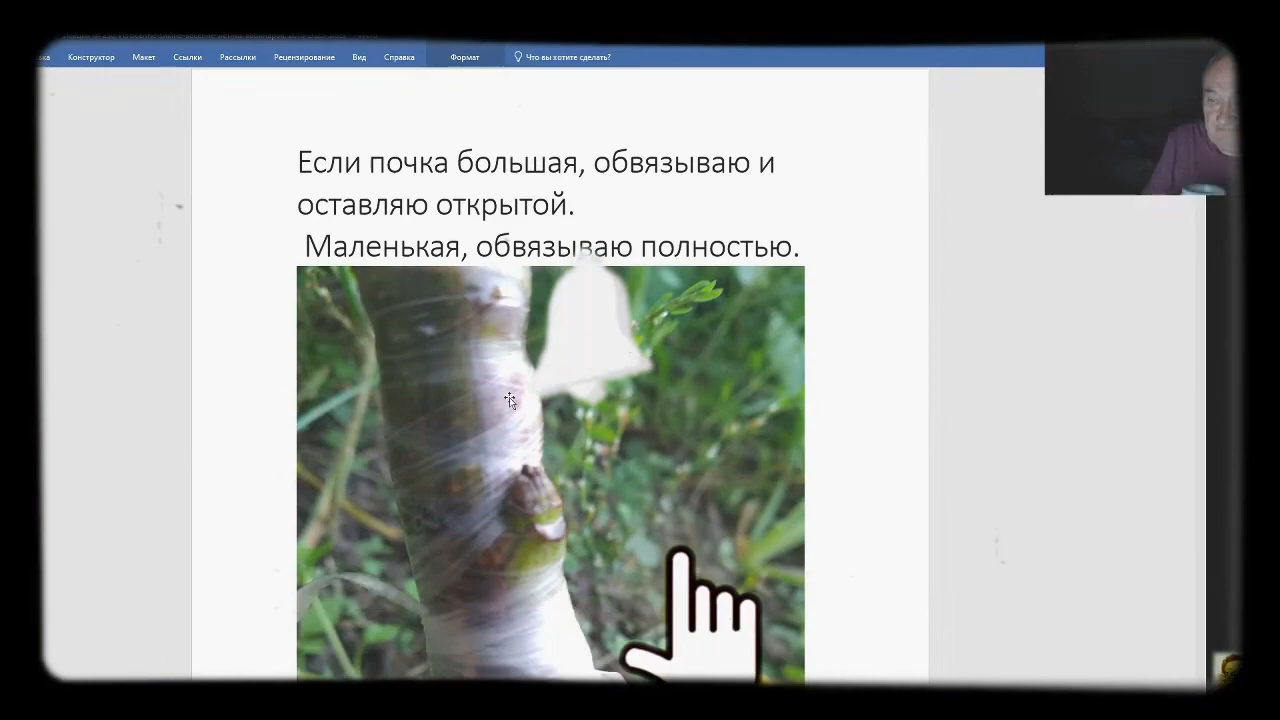 Конструктор Макет Ссылки Рассылки Рецензирование Вид Справка Формат Что вы хотите сделать?
Если почка большая, обвязываю и
оставляю открытой.
Маленькая, обвязываю полностью.